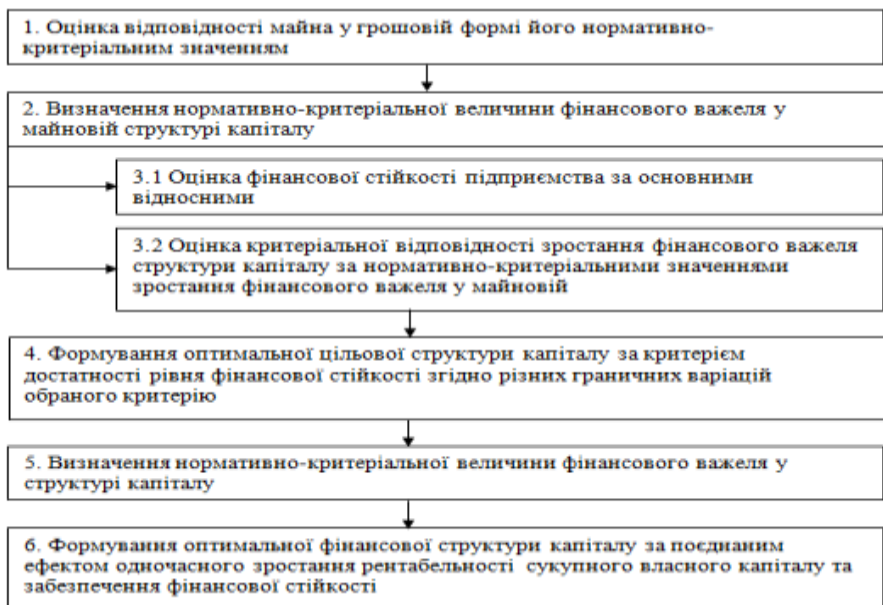 1. Оцінка відповідності майна у грошовій формі його нормативно-
критеріальним значенням
2. Визначення нормативно-критеріальної величини фінансового важеля у
майновій структурі капіталу
3.1 Оцінка фінансової стійкості підприємства за основними
відносними
3.2 Оцінка критеріальної відповідності зростання фінансового важеля
структури капіталу за нормативно-критеріальними значеннями
зростання фінансового важеля у майновій
4. Формування оптимальної цільової структури капіталу за критерієм
достатності рівня фінансової стійкості згідно різних граничних варіацій
обраного критерію
5. Визначення нормативно-критеріальної величини фінансового важеля у
структурі капіталу
6. Формування оптимальної фінансової структури капіталу за поєднаним
ефектом одночасного зростання рентабельності сукупного власного капіталу та
забезпечення фінансової стійкості